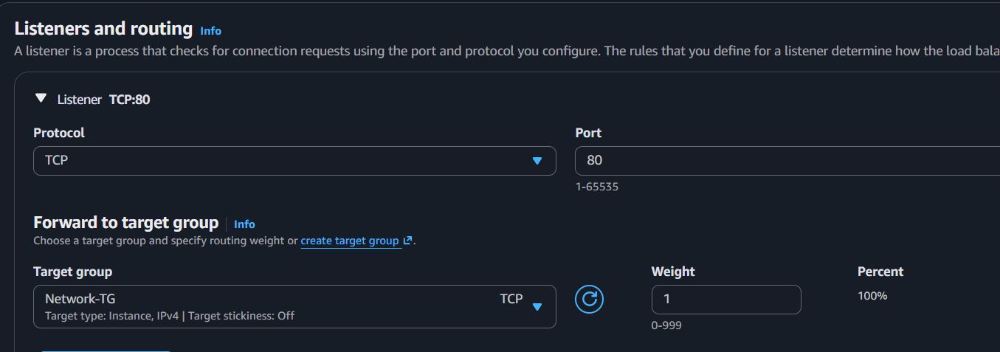 Listeners and routing Info
A listener is a process that checks for connection requests using the port and protocol you configure. The rules that you define for a listener determine how the load bala
Listener TCP:80
Protocol
Port
TCP
80
1-65535
Forward to target group Info
Choose a target group and specify routing weight or create target group.
Target group
Weight
Percent
Network-TG TCP
Target type: Instance, IPv4 | Target stickiness: Off
1
100%
0-999